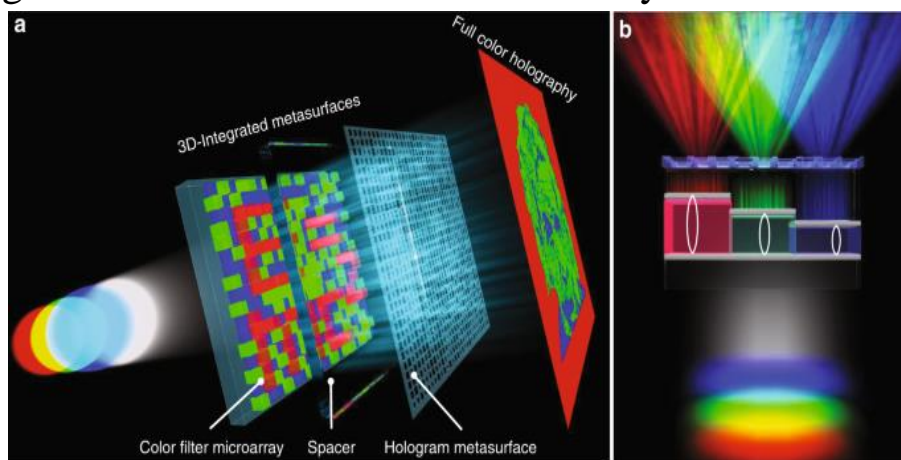 a
b
Full color holography
3D-Integrated metasurfaces
Color filter microarray
Spacer
Hologram metasurface